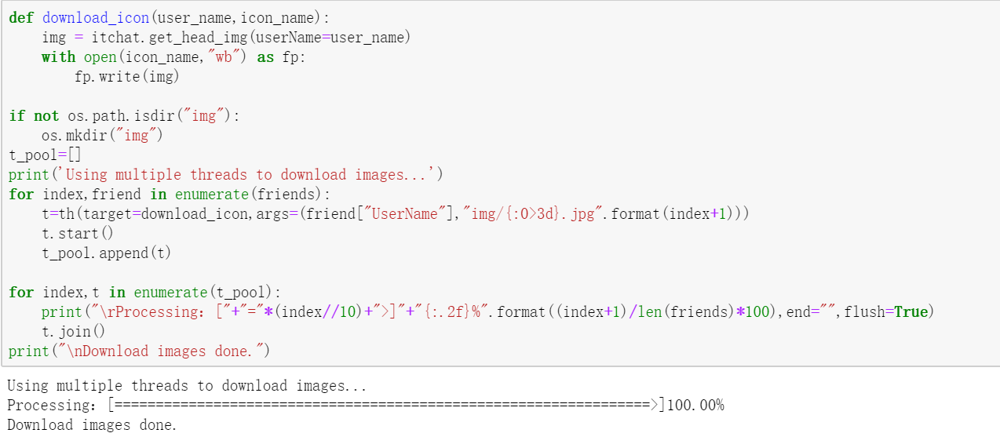 def download_icon(user_name,icon_name):
    img = itchat.get_head_img(userName=user_name)
    with open(icon_name,"wb") as fp:
        fp.write(img)

if not os.path.isdir("img"):
    os.mkdir("img")
t_pool=[]
print('Using multiple threads to download images...')
for index,friend in enumerate(friends):
    t=th(target=download_icon,args=(friend["UserName"],"img/{:0>3d}.jpg".format(index+1)))
    t.start()
    t_pool.append(t)

for index,t in enumerate(t_pool):
    print("\rProcessing: ["+"="*(index//10)+">]"+"{:.2f}%".format((index+1)/len(friends)*100),end="",flush=True)
    t.join()
print("\nDownload images done.")
Using multiple threads to download images...
Processing: [=================================================================>]100.00%
Download images done.